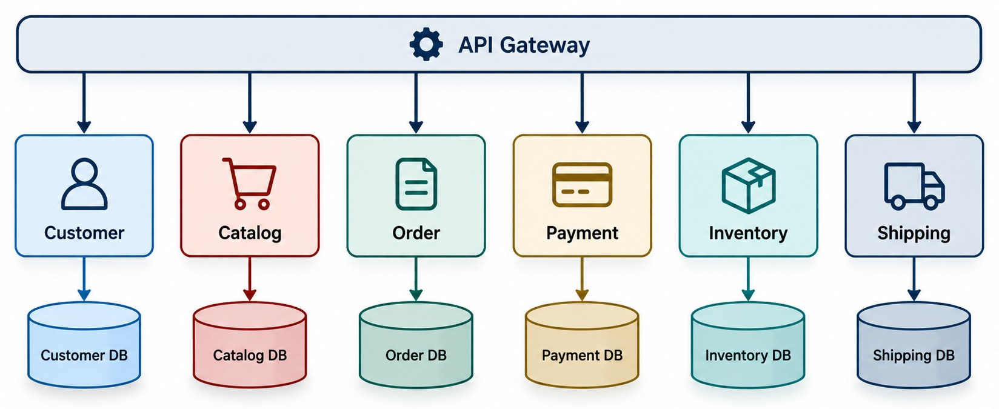 API Gateway
Customer
Catalog
Order
Payment
Inventory
Shipping
Customer DB
Catalog DB
Order DB
Payment DB
Inventory DB
Shipping DB